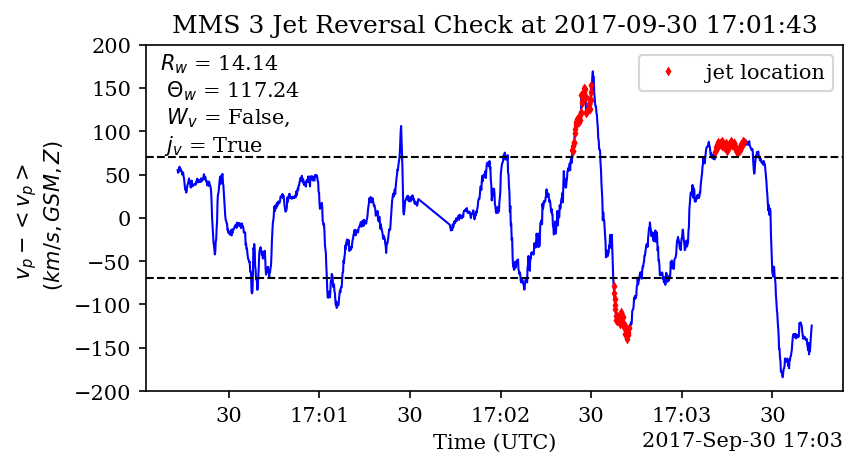 MMS 3 Jet Reversal Check at 2017-09-30 17:01:43
R_w = 14.14
Θ_w = 117.24
W_v = False,
j_v = True
jet location
v_p − < v_p >
(km/s, GSM, Z)
200
150
100
50
0
−50
−100
−150
−200
30 17:01 30 17:02 30 17:03 30
Time (UTC)
2017-Sep-30 17:03